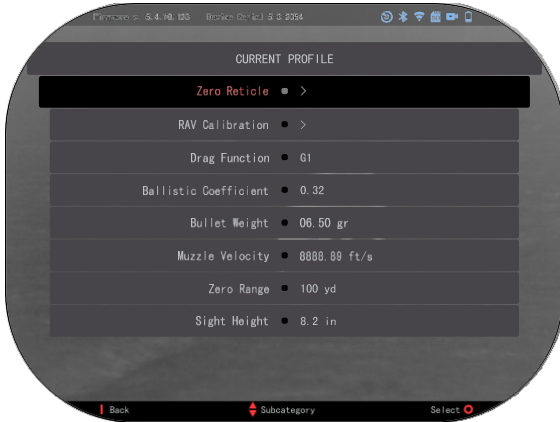 CURRENT PROFILE
Zero Reticle >
RAV Calibration >
Drag Function G1
Ballistic Coefficient 0.32
Bullet Weight 06.50 gr
Muzzle Velocity 8888.89 ft/s
Zero Range 100 yd
Sight Height 8.2 in
Back Subcategory Select